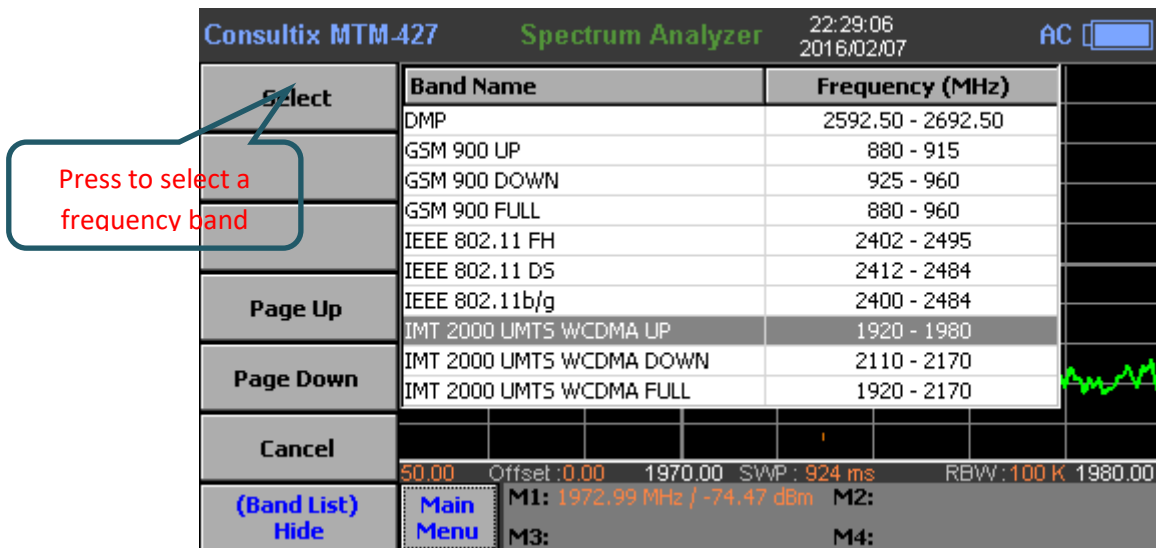 Consultix MTM-427 Spectrum Analyzer 22:29:06 AC
2016/02/07
Select
Press to select a
frequency band
Page Up
Page Down
Cancel
(Band List)
Hide
Band Name Frequency (MHz)
DMP 2592.50 - 2692.50
GSM 900 UP 880 - 915
GSM 900 DOWN 925 - 960
GSM 900 FULL 880 - 960
IEEE 802.11 FH 2402 - 2495
IEEE 802.11 DS 2412 - 2484
IEEE 802.11b/g 2400 - 2484
IMT 2000 UMTS WCDMA UP 1920 - 1980
IMT 2000 UMTS WCDMA DOWN 2110 - 2170
IMT 2000 UMTS WCDMA FULL 1920 - 2170
50.00 Offset :0.00 1970.00 SWP : 924 ms RBW :100 K 1980.00
Main
Menu
M1: 1972.99 MHz / -74.47 dBm M2:
M3: M4: